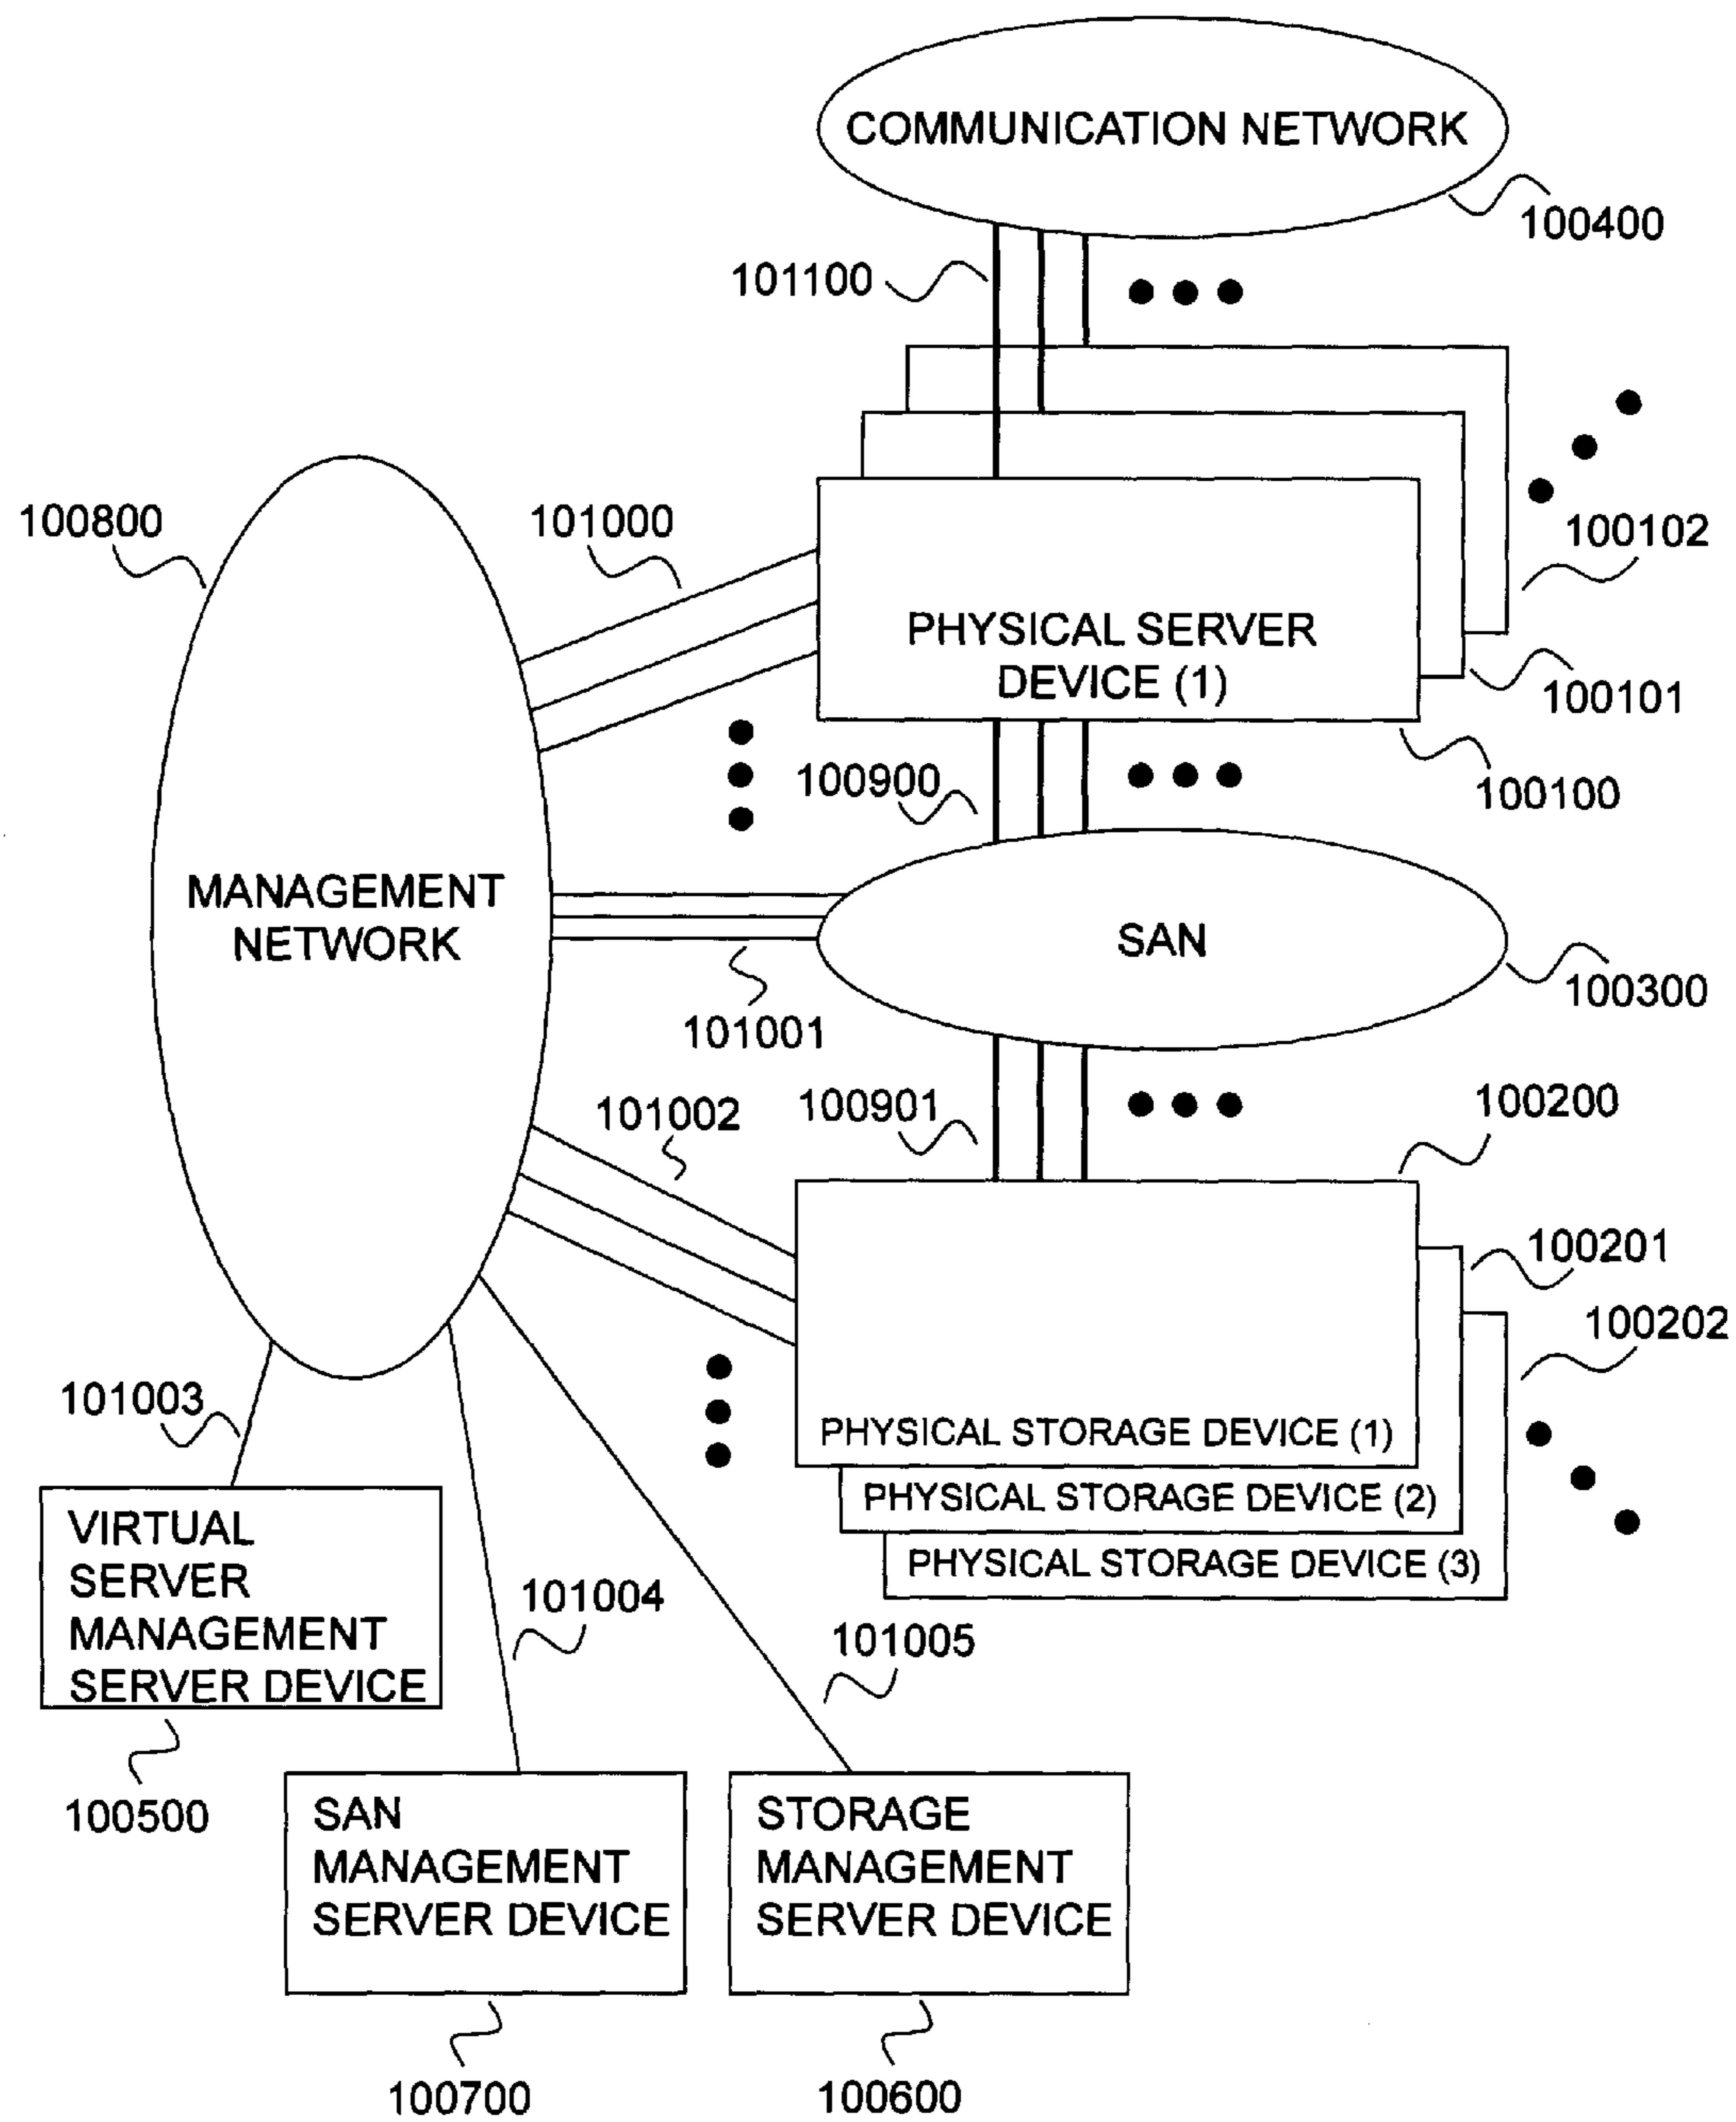 COMMUNICATION NETWORK
100400
101100
100800
101000
100102
PHYSICAL SERVER
DEVICE (1)
100101
100900
100100
MANAGEMENT
NETWORK
SAN
100300
101001
101002
100901
100200
100201
100202
101003
PHYSICAL STORAGE DEVICE (1)
PHYSICAL STORAGE DEVICE (2)
PHYSICAL STORAGE DEVICE (3)
VIRTUAL
SERVER
MANAGEMENT
SERVER DEVICE
101004
101005
100500
SAN
MANAGEMENT
SERVER DEVICE
STORAGE
MANAGEMENT
SERVER DEVICE
100700
100600